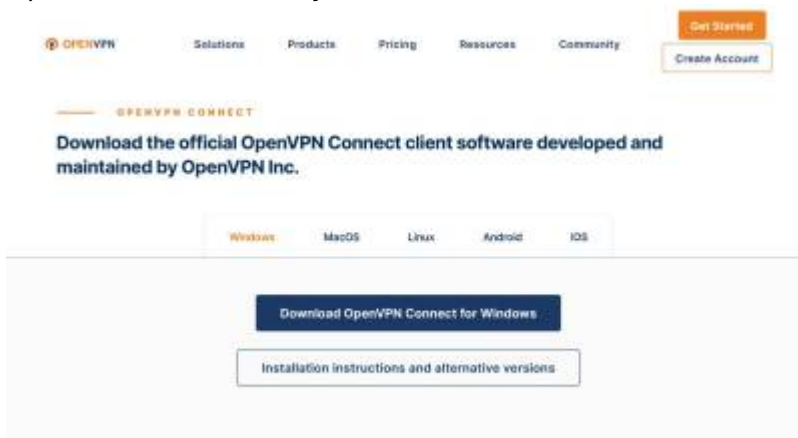 OPENVPN
Solutions Products Pricing Resources Community
Get Started
Create Account
OPENVPN CONNECT
Download the official OpenVPN Connect client software developed and
maintained by OpenVPN Inc.
Windows MacOS Linux Android iOS
Download OpenVPN Connect for Windows
Installation instructions and alternative versions